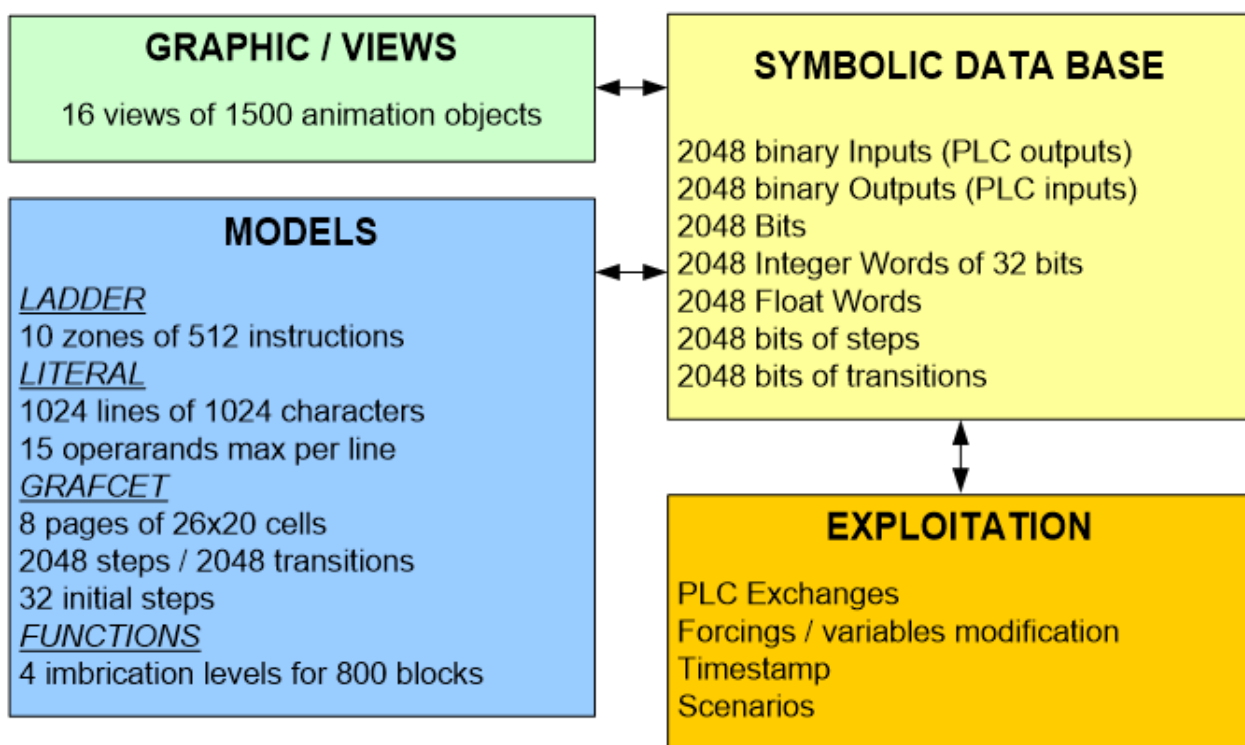 GRAPHIC / VIEWS
16 views of 1500 animation objects
MODELS
LADDER
10 zones of 512 instructions
LITERAL
1024 lines of 1024 characters
15 operarands max per line
GRAFCET
8 pages of 26x20 cells
2048 steps / 2048 transitions
32 initial steps
FUNCTIONS
4 imbrication levels for 800 blocks
SYMBOLIC DATA BASE
2048 binary Inputs (PLC outputs)
2048 binary Outputs (PLC inputs)
2048 Bits
2048 Integer Words of 32 bits
2048 Float Words
2048 bits of steps
2048 bits of transitions
EXPLOITATION
PLC Exchanges
Forcings / variables modification
Timestamp
Scenarios